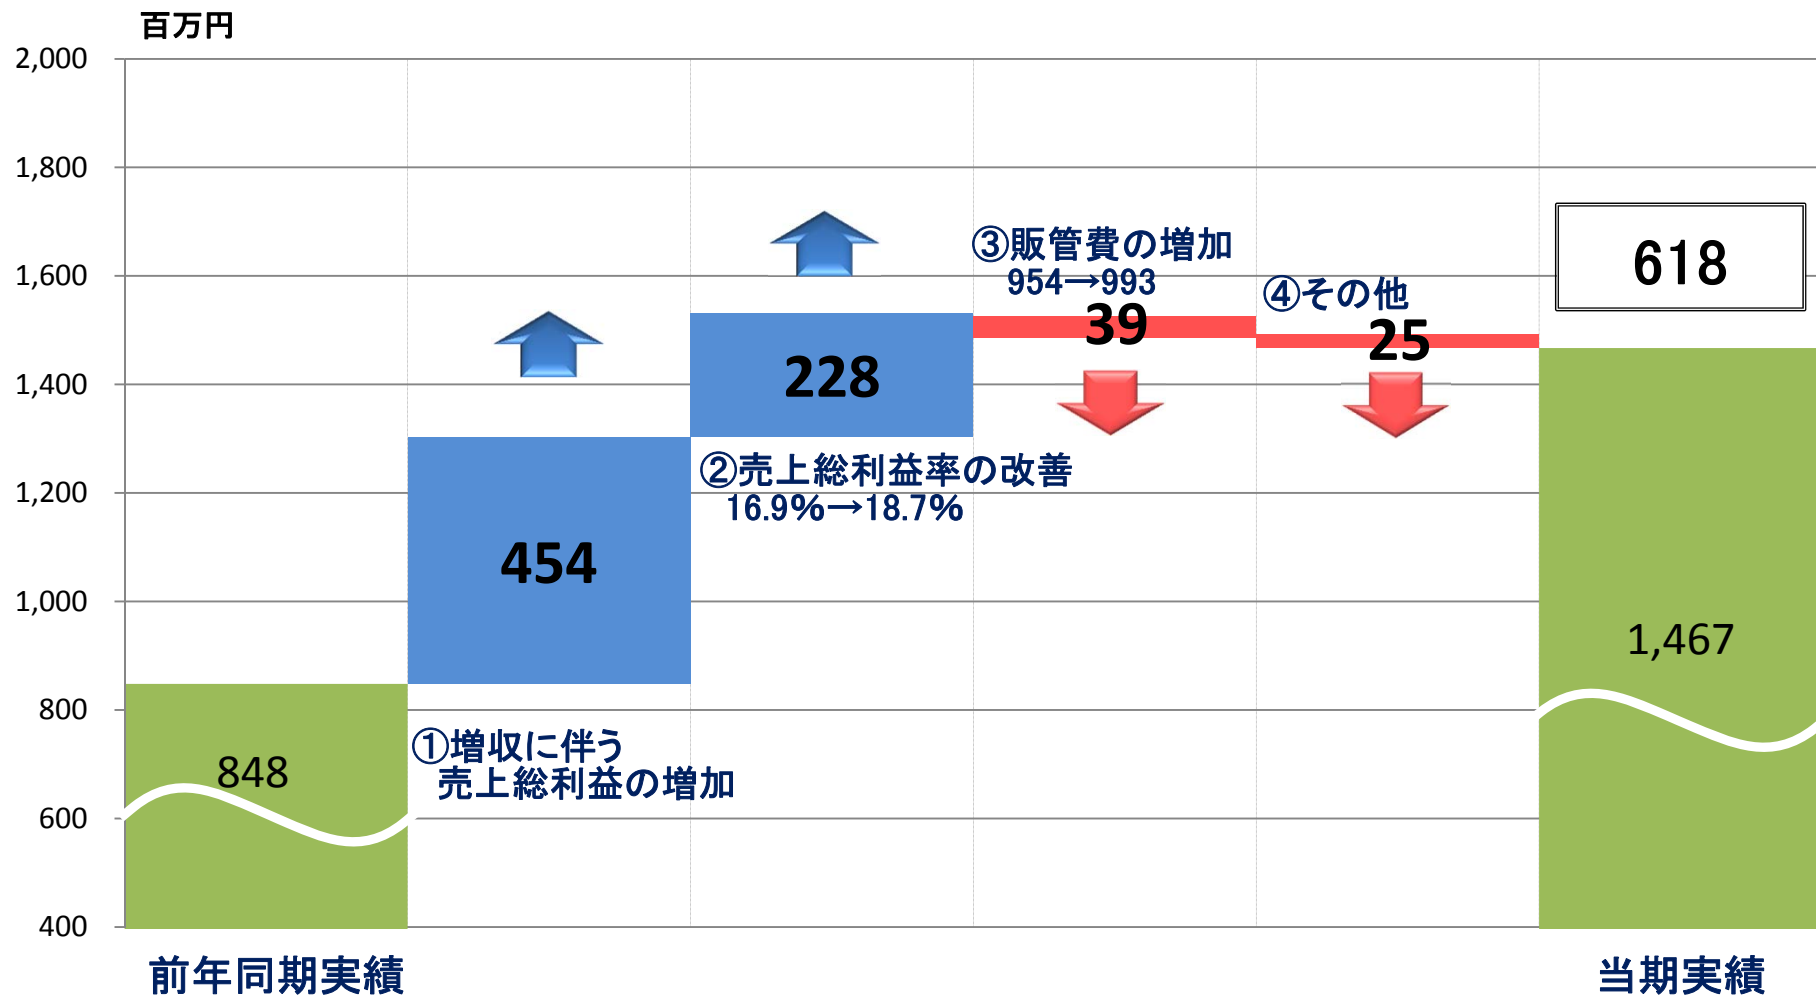 百万円
2,000
1,800
1,600
1,400
1,200
1,000
800
600
400
848
①増収に伴う
売上総利益の増加
454
228
②売上総利益率の改善
16.9%→18.7%
③販管費の増加
954→993
39
④その他
25
618
1,467
前年同期実績
当期実績